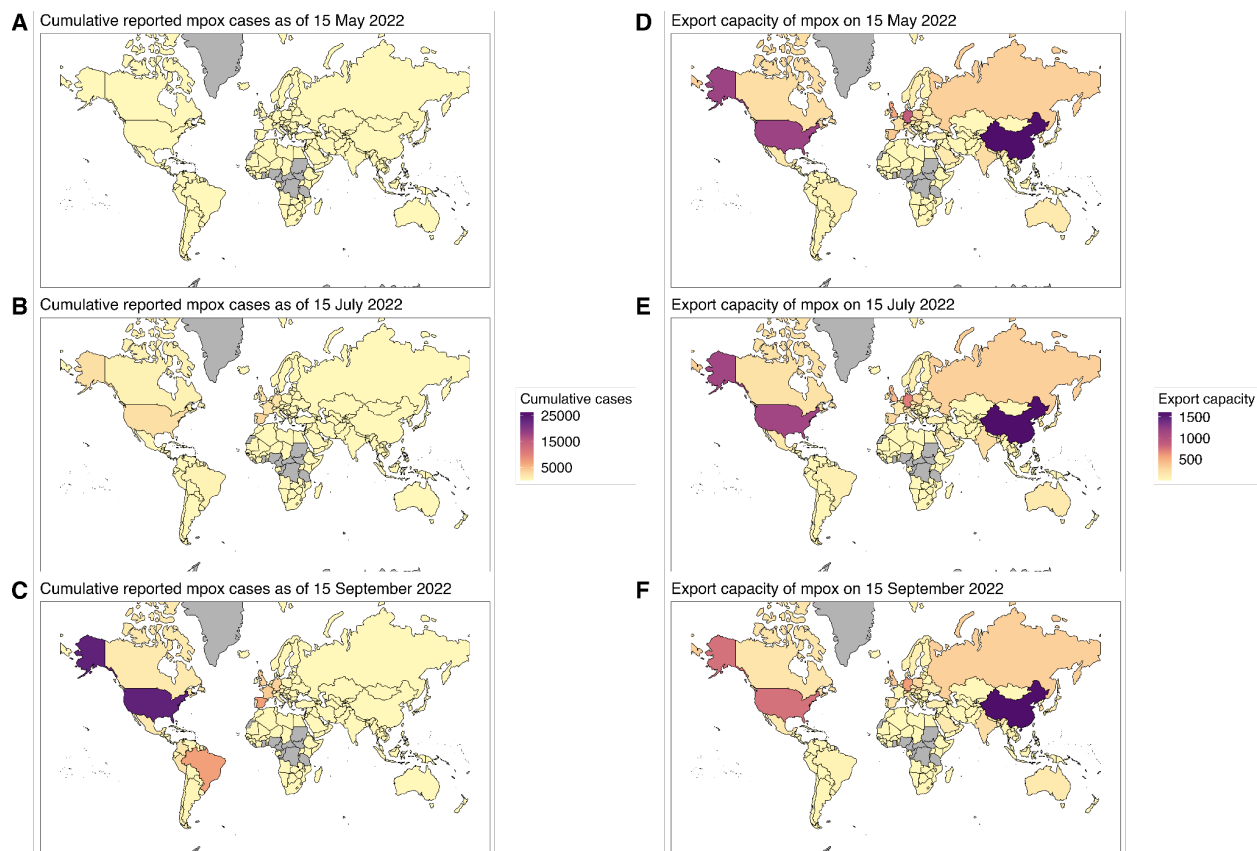 A Cumulative reported mpox cases as of 15 May 2022
D Export capacity of mpox on 15 May 2022
B Cumulative reported mpox cases as of 15 July 2022
E Export capacity of mpox on 15 July 2022
Cumulative cases
25000
15000
5000
Export capacity
1500
1000
500
C Cumulative reported mpox cases as of 15 September 2022
F Export capacity of mpox on 15 September 2022